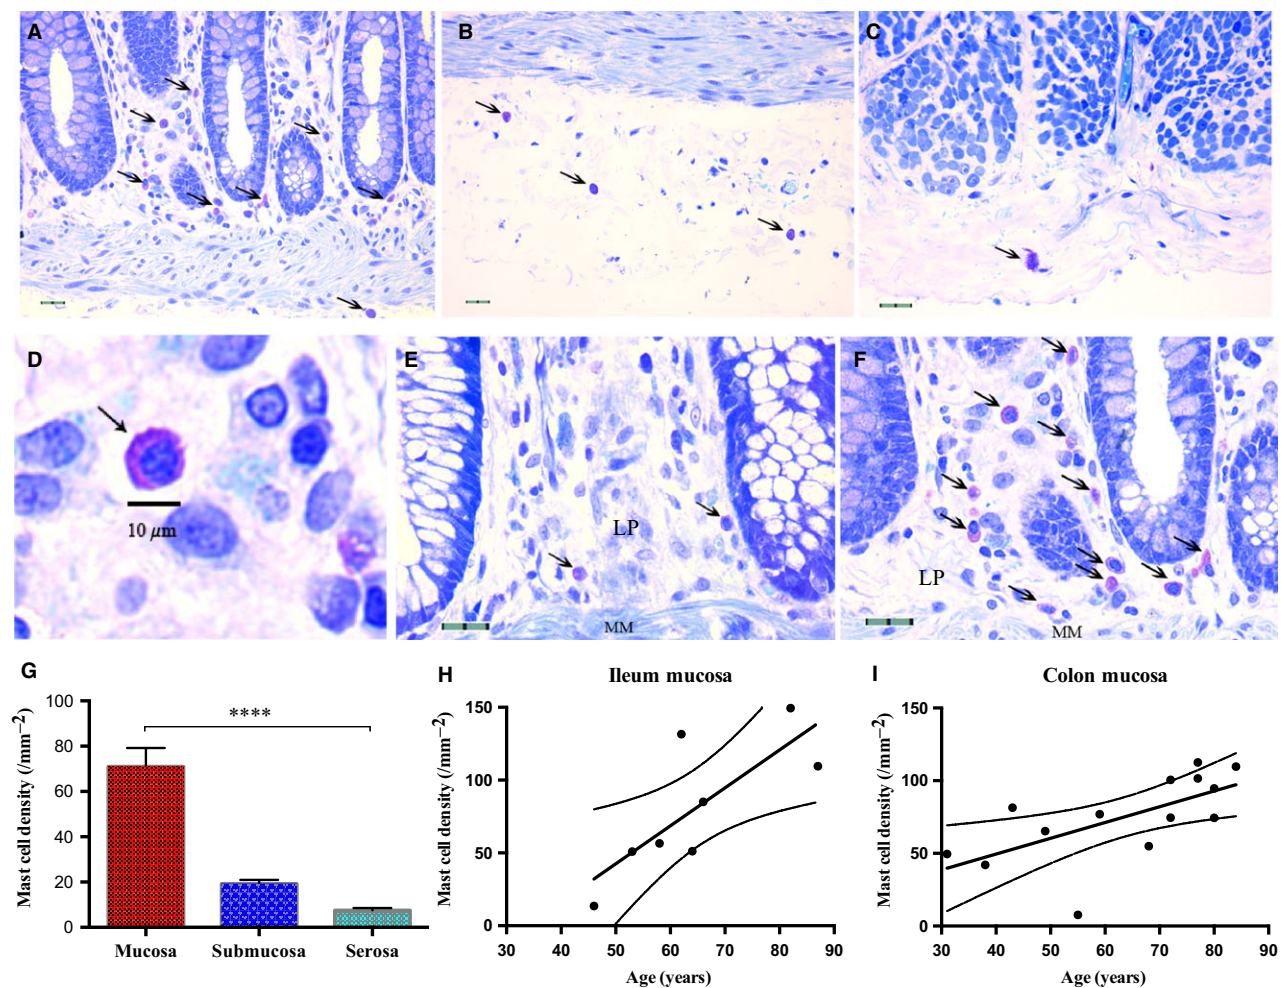 A
B
C
D
10 μm
E
LP
MM
F
LP
MM
G
Mast cell density (/mm−2)
100
80
60
40
20
0
****
Mucosa Submucosa Serosa
H
Ileum mucosa
Mast cell density (/mm−2)
150
100
50
0
30 40 50 60 70 80 90
Age (years)
I
Colon mucosa
Mast cell density (/mm−2)
150
100
50
0
30 40 50 60 70 80 90
Age (years)